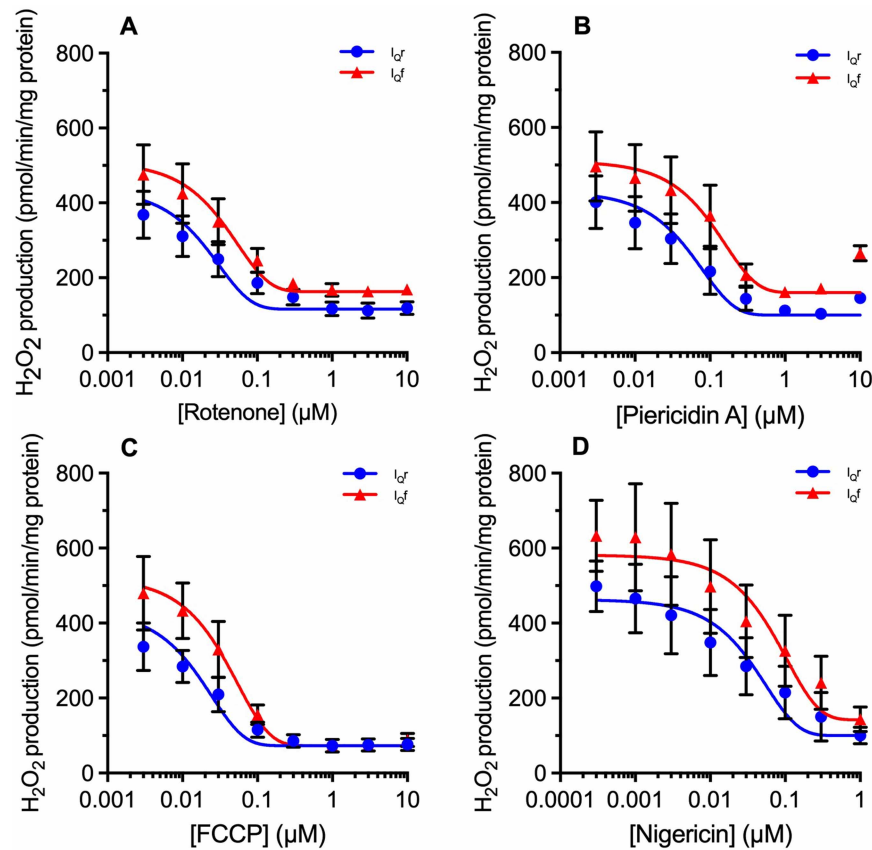 A
H₂O₂ production (pmol/min/mg protein)
800
600
400
200
0
0.001 0.01 0.1 1 10
[Rotenone] (µM)
IQr
IQf
B
H₂O₂ production (pmol/min/mg protein)
800
600
400
200
0
0.001 0.01 0.1 1 10
[Piericidin A] (µM)
IQr
IQf
C
H₂O₂ production (pmol/min/mg protein)
800
600
400
200
0
0.001 0.01 0.1 1 10
[FCCP] (µM)
IQr
IQf
D
H₂O₂ production (pmol/min/mg protein)
800
600
400
200
0
0.0001 0.001 0.01 0.1 1
[Nigericin] (µM)
IQr
IQf